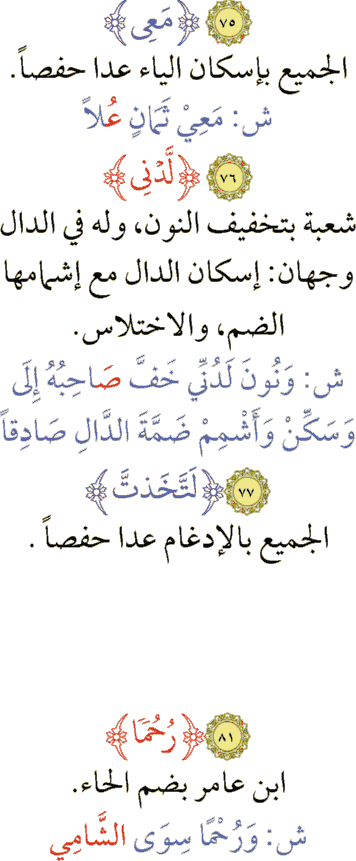 ٧٥ ﴿مَعِى﴾
الجميع بإسكان الياء عدا حفصاً.
ش: مَعِيْ ثَمَانٍ عُلاً
٧٦ ﴿لَّدُنِى﴾
شعبة بتخفيف النون، وله في الدال
وجهان: إسكان الدال مع إشمامها
الضم، والاختلاس.
ش: وَنُونَ لَدُنِّي خَفَّ صَاحِبُهُ إِلَى
وَسَكِّنْ وَأَشْمِمْ ضَمَّةَ الدَّالِ صَادِقاً
٧٧ ﴿لَتَّخَذتَّ﴾
الجميع بالإدغام عدا حفصاً .
٨١ ﴿رُحُمًا﴾
ابن عامر بضم الحاء.
ش: وَرُحْمًا سِوَى الشَّامِي